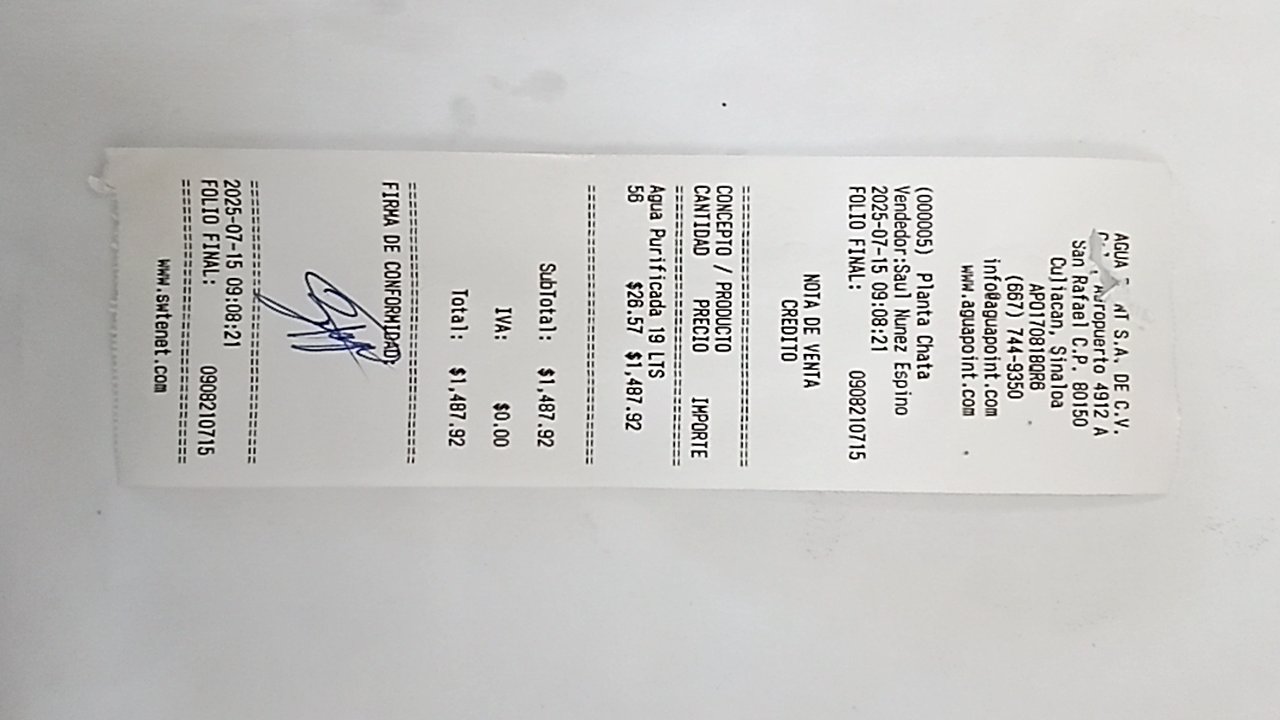 AGUA NT S.A. DE C.V.
Aeropuerto 4912 A
San Rafael C.P. 80150
Culiacan, Sinaloa
APO170818QR6
(667) 744-9350
info@aguapoint.com
www.aguapoint.com
(000005) Planta Chata
Vendedor:Saul Nunez Espino
2025-07-15 09:08:21
FOLIO FINAL: 0908210715
NOTA DE VENTA
CREDITO
==============================
CONCEPTO / PRODUCTO
CANTIDAD PRECIO IMPORTE
==============================
Agua Purificada 19 LTS
56 $26.57 $1,487.92
==============================
SubTotal: $1,487.92
IVA: $0.00
Total: $1,487.92
==============================
FIRMA DE CONFORMIDAD:
==============================
2025-07-15 09:08:21
FOLIO FINAL: 0908210715
==============================
www.swtenet.com